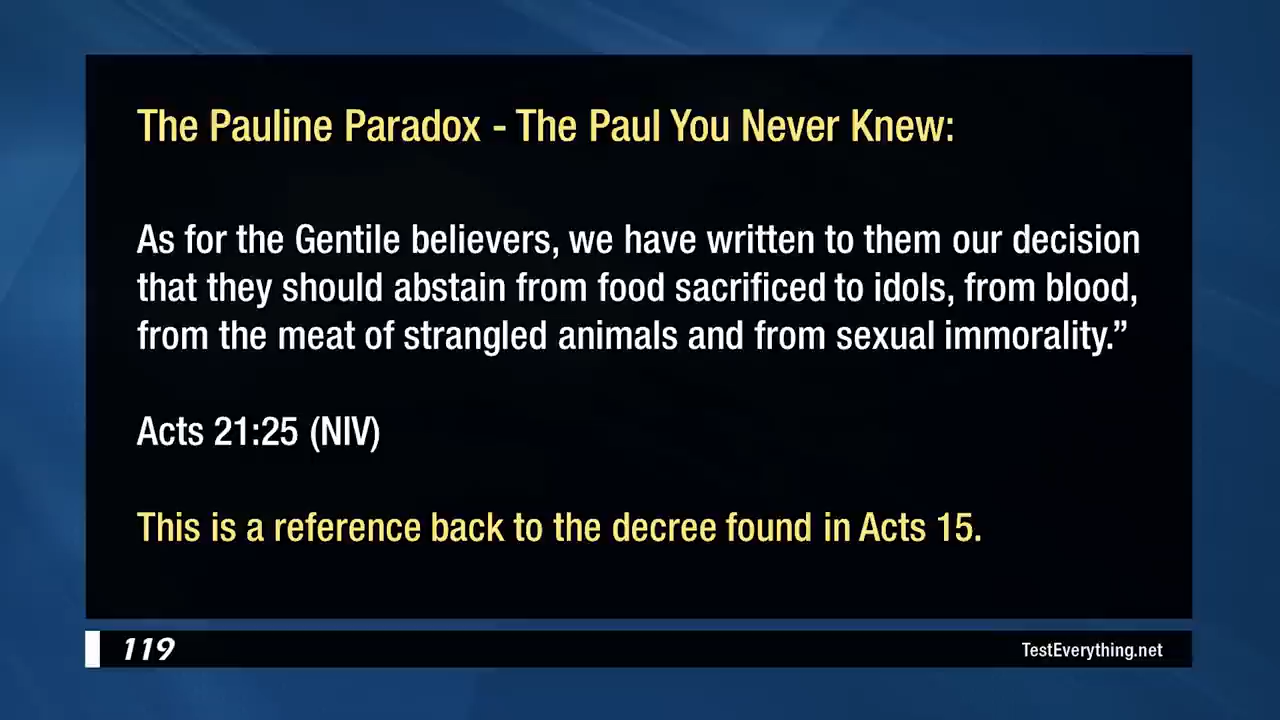 The Pauline Paradox - The Paul You Never Knew:
As for the Gentile believers, we have written to them our decision
that they should abstain from food sacrificed to idols, from blood,
from the meat of strangled animals and from sexual immorality.”
Acts 21:25 (NIV)
This is a reference back to the decree found in Acts 15.
119
TestEverything.net